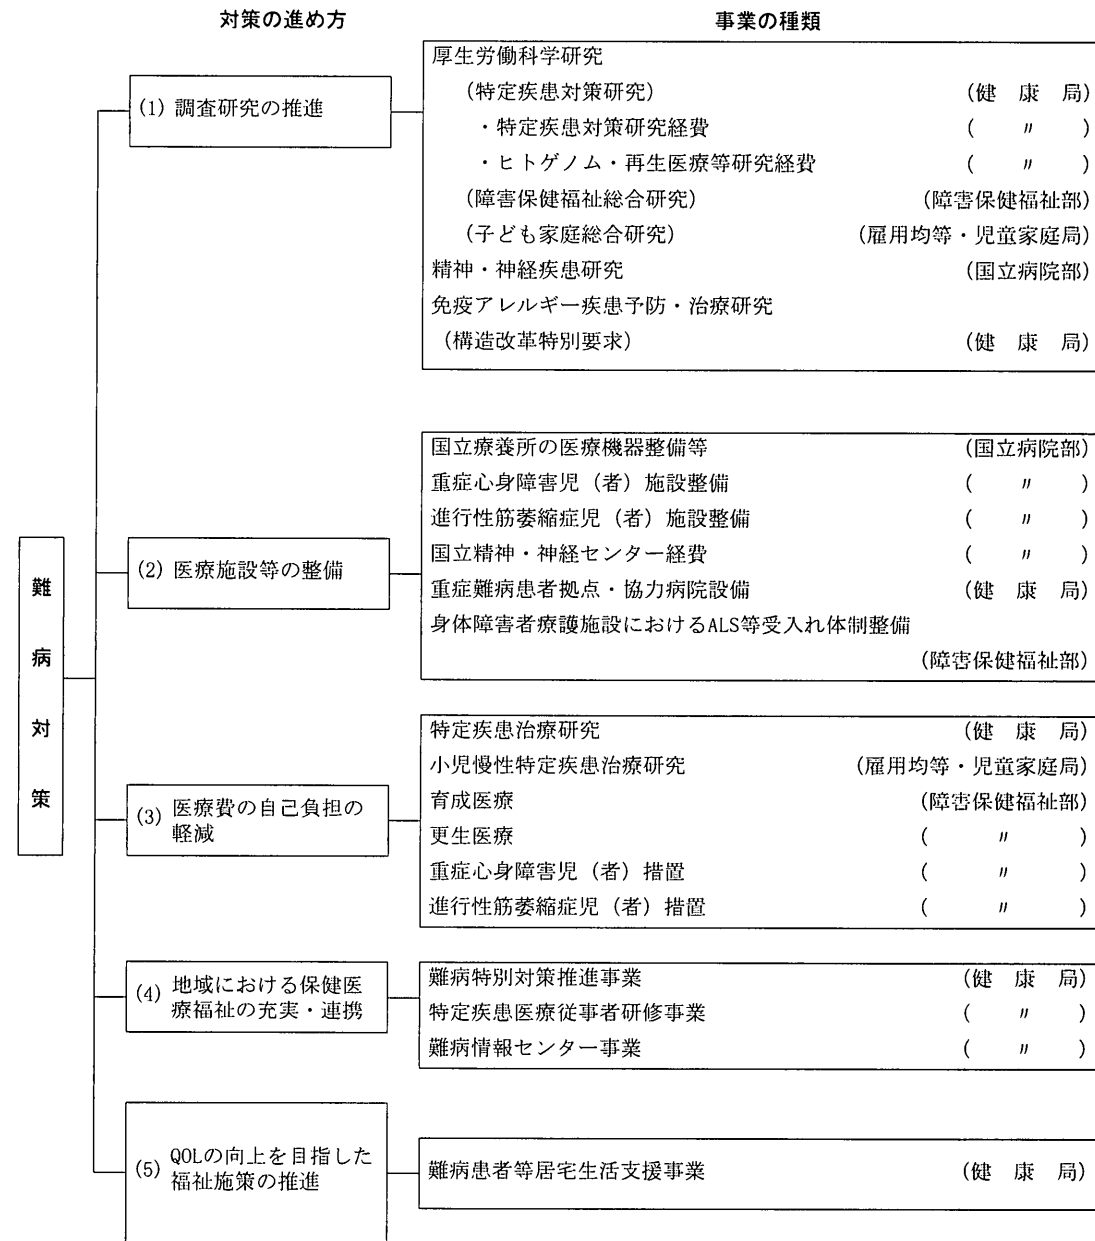 対策の進め方 事業の種類
難病対策
(1) 調査研究の推進
厚生労働科学研究
(特定疾患対策研究) (健 康 局)
・特定疾患対策研究経費 ( 〃 )
・ヒトゲノム・再生医療等研究経費 ( 〃 )
(障害保健福祉総合研究) (障害保健福祉部)
(子ども家庭総合研究) (雇用均等・児童家庭局)
精神・神経疾患研究 (国立病院部)
免疫アレルギー疾患予防・治療研究
(構造改革特別要求) (健 康 局)
(2) 医療施設等の整備
国立療養所の医療機器整備等 (国立病院部)
重症心身障害児（者）施設整備 ( 〃 )
進行性筋萎縮症児（者）施設整備 ( 〃 )
国立精神・神経センター経費 ( 〃 )
重症難病患者拠点・協力病院設備 (健 康 局)
身体障害者療護施設におけるALS等受入れ体制整備
(障害保健福祉部)
(3) 医療費の自己負担の
軽減
特定疾患治療研究 (健 康 局)
小児慢性特定疾患治療研究 (雇用均等・児童家庭局)
育成医療 (障害保健福祉部)
更生医療 ( 〃 )
重症心身障害児（者）措置 ( 〃 )
進行性筋萎縮症児（者）措置 ( 〃 )
(4) 地域における保健医
療福祉の充実・連携
難病特別対策推進事業 (健 康 局)
特定疾患医療従事者研修事業 ( 〃 )
難病情報センター事業 ( 〃 )
(5) QOLの向上を目指した
福祉施策の推進
難病患者等居宅生活支援事業 (健 康 局)